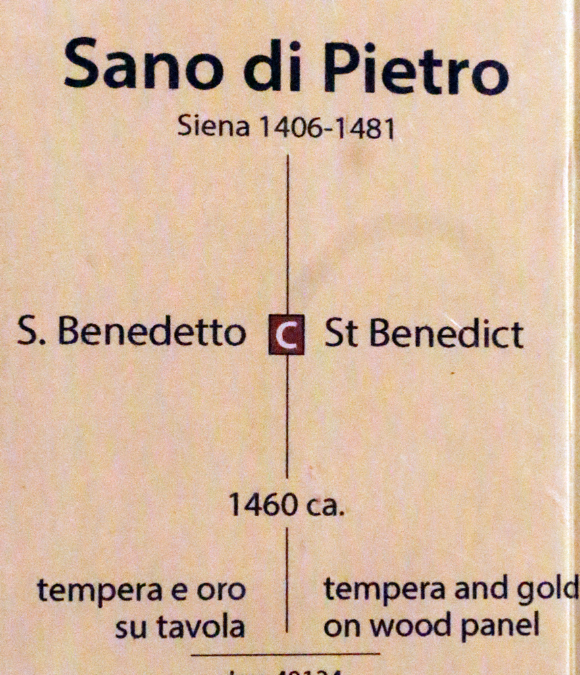 Sano di Pietro
Siena 1406-1481
S. Benedetto C St Benedict
1460 ca.
tempera e oro
su tavola
tempera and gold
on wood panel